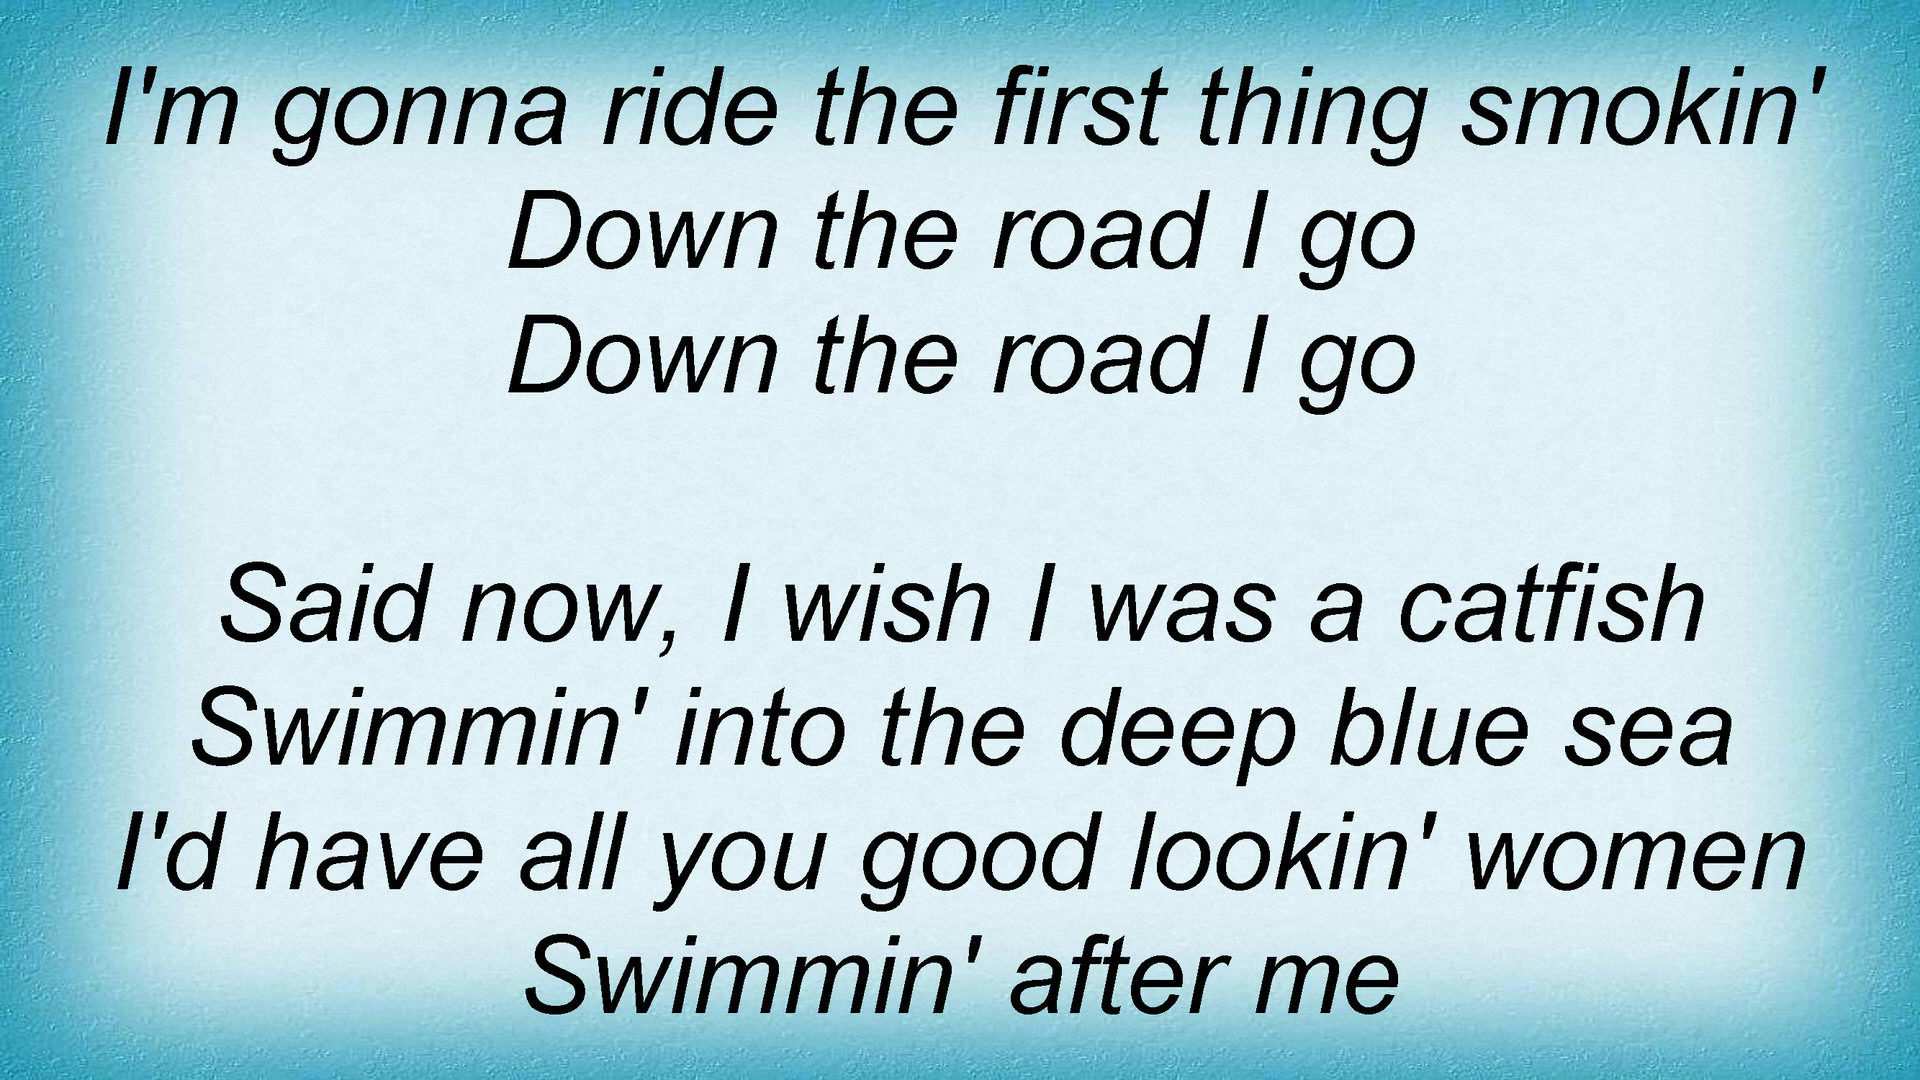 I'm gonna ride the first thing smokin'
Down the road I go
Down the road I go
Said now, I wish I was a catfish
Swimmin' into the deep blue sea
I'd have all you good lookin' women
Swimmin' after me